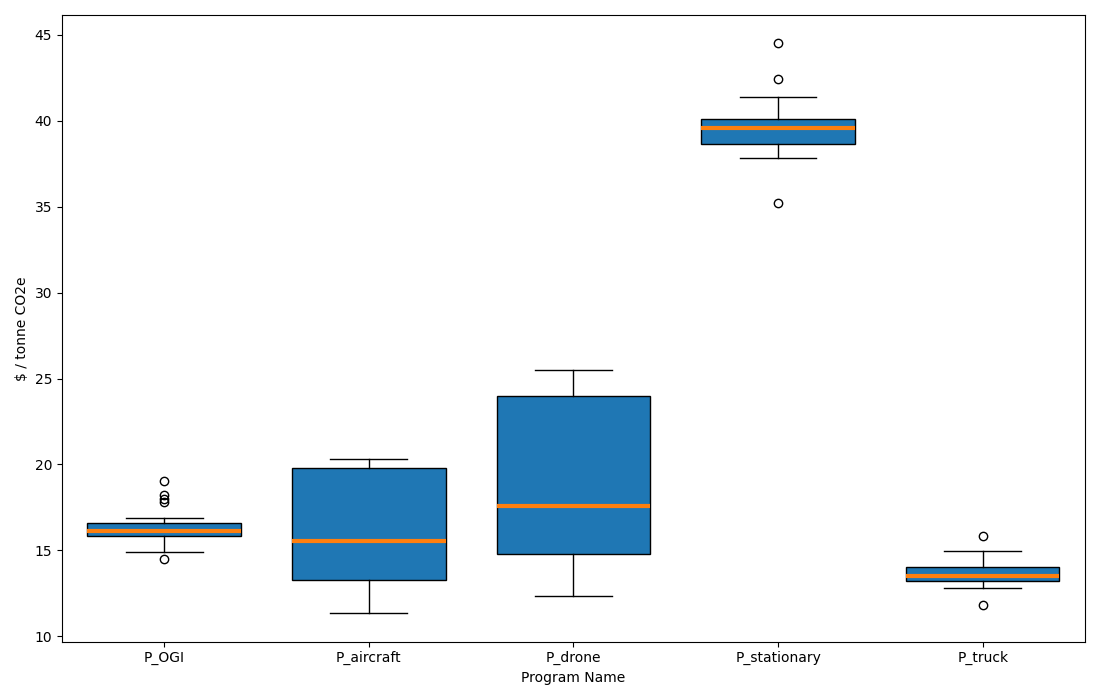 45
40
35
30
25
20
15
10
$ / tonne CO2e
P_OGI
P_aircraft
P_drone
P_stationary
P_truck
Program Name